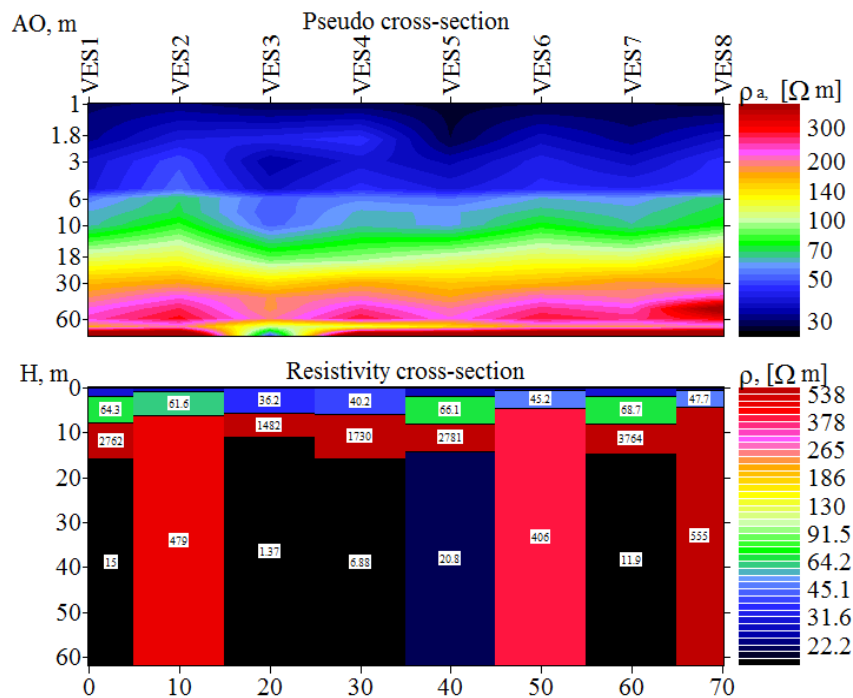 AO, m
Pseudo cross-section
VES1 VES2 VES3 VES4 VES5 VES6 VES7 VES8
ρ a, [Ω m]
1
1.8
3
6
10
18
30
60
300
200
140
100
70
50
30
H, m
Resistivity cross-section
ρ, [Ω m]
0
10
20
30
40
50
60
64.3 61.6 36.2 40.2 66.1 45.2 68.7 47.7
2762 1482 1730 2781 3764
15 479 1.37 6.88 20.8 406 11.9 555
538
378
265
186
130
91.5
64.2
45.1
31.6
22.2
0 10 20 30 40 50 60 70